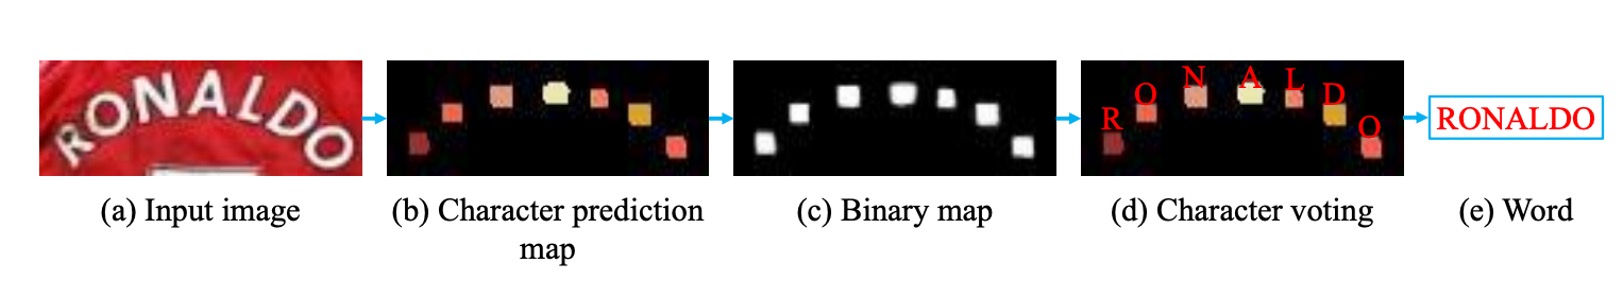 RONALDO
R O N A L D O
RONALDO
(a) Input image
(b) Character prediction
map
(c) Binary map
(d) Character voting
(e) Word